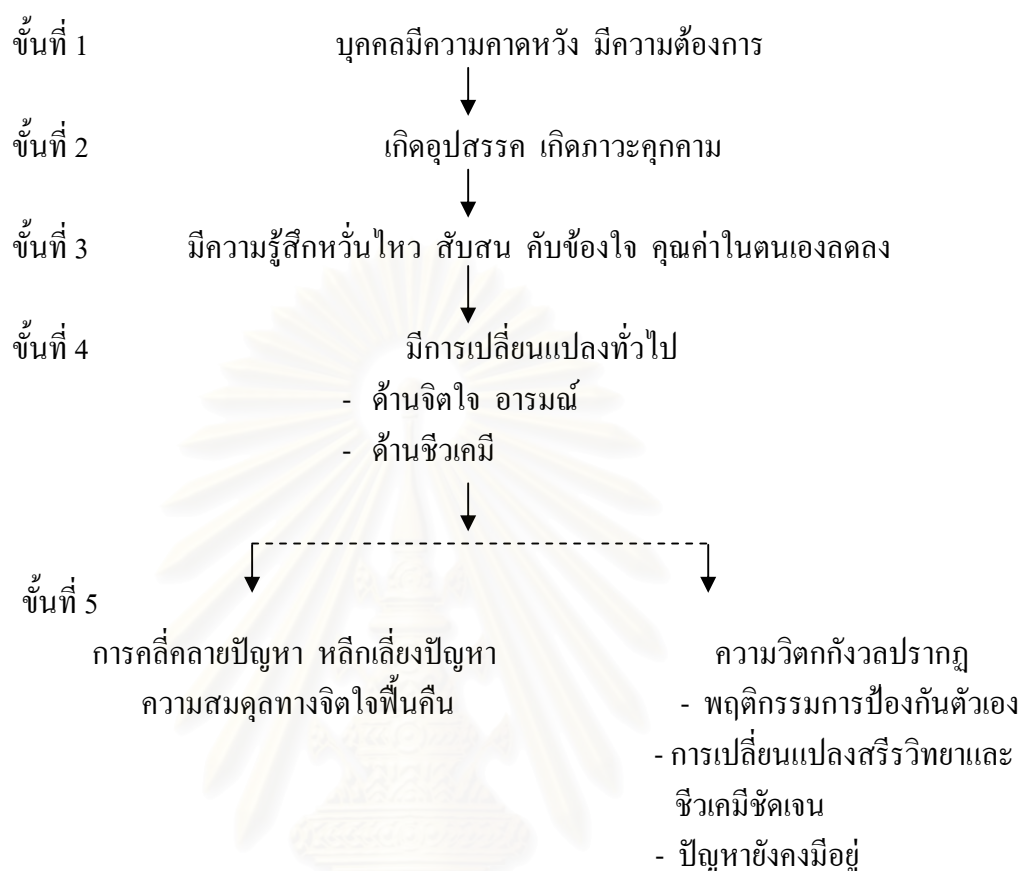 ขั้นที่ 1 บุคคลมีความคาดหวัง มีความต้องการ
ขั้นที่ 2 เกิดอุปสรรค เกิดภาวะคุกคาม
ขั้นที่ 3 มีความรู้สึกหวั่นไหว สับสน คับข้องใจ คุณค่าในตนเองลดลง
ขั้นที่ 4 มีการเปลี่ยนแปลงทั่วไป
- ด้านจิตใจ อารมณ์
- ด้านชีวเคมี
ขั้นที่ 5
การคลี่คลายปัญหา หลีกเลี่ยงปัญหา
ความสมดุลทางจิตใจฟื้นคืน
ความวิตกกังวลปรากฏ
- พฤติกรรมการป้องกันตัวเอง
- การเปลี่ยนแปลงสรีรวิทยาและ
ชีวเคมีชัดเจน
- ปัญหายังคงมีอยู่